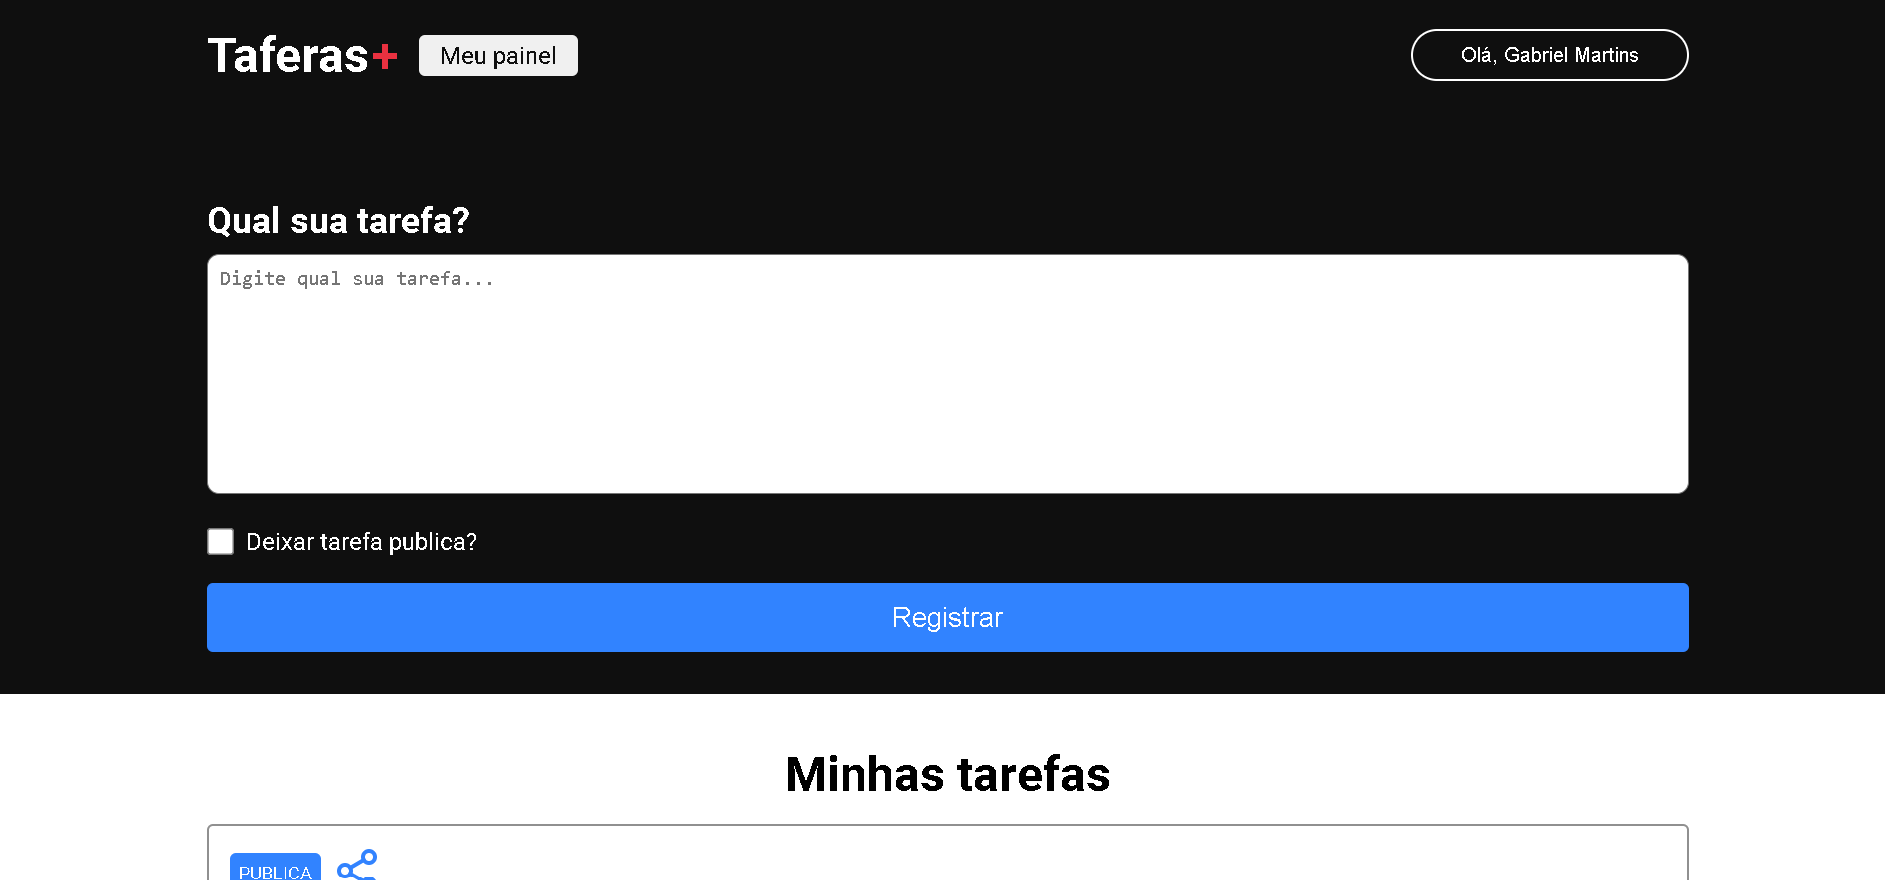 Taferas+
Meu painel
Olá, Gabriel Martins
Qual sua tarefa?
Digite qual sua tarefa...
Deixar tarefa publica?
Registrar
Minhas tarefas
PUBLICA